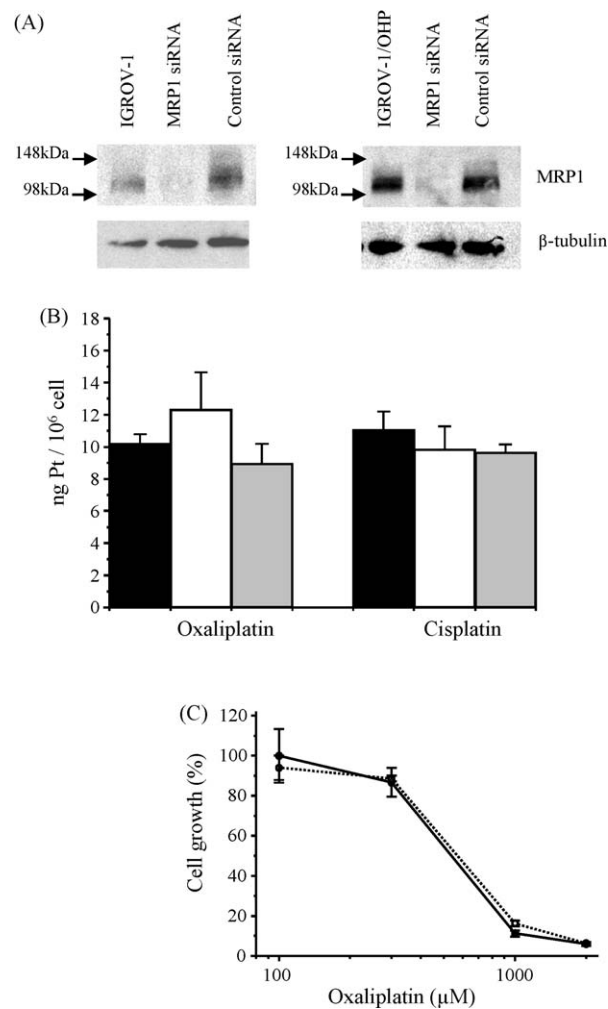 (A)
IGROV-1
MRP1 siRNA
Control siRNA
IGROV-1/OHP
MRP1 siRNA
Control siRNA
148kDa
98kDa
148kDa
98kDa
MRP1
β-tubulin
(B)
ng Pt / 10⁶ cell
18
16
14
12
10
8
6
4
2
0
Oxaliplatin
Cisplatin
(C)
Cell growth (%)
120
100
80
60
40
20
0
100
1000
Oxaliplatin (μM)